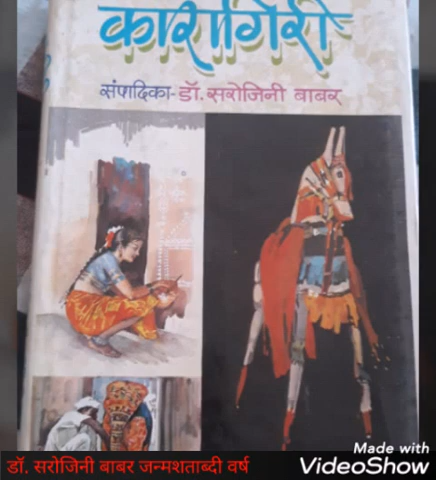 कारागिरी
संपादिका- डॉ. सरोजिनी बाबर
डॉ. सरोजिनी बाबर जन्मशताब्दी वर्ष
Made with
VideoShow